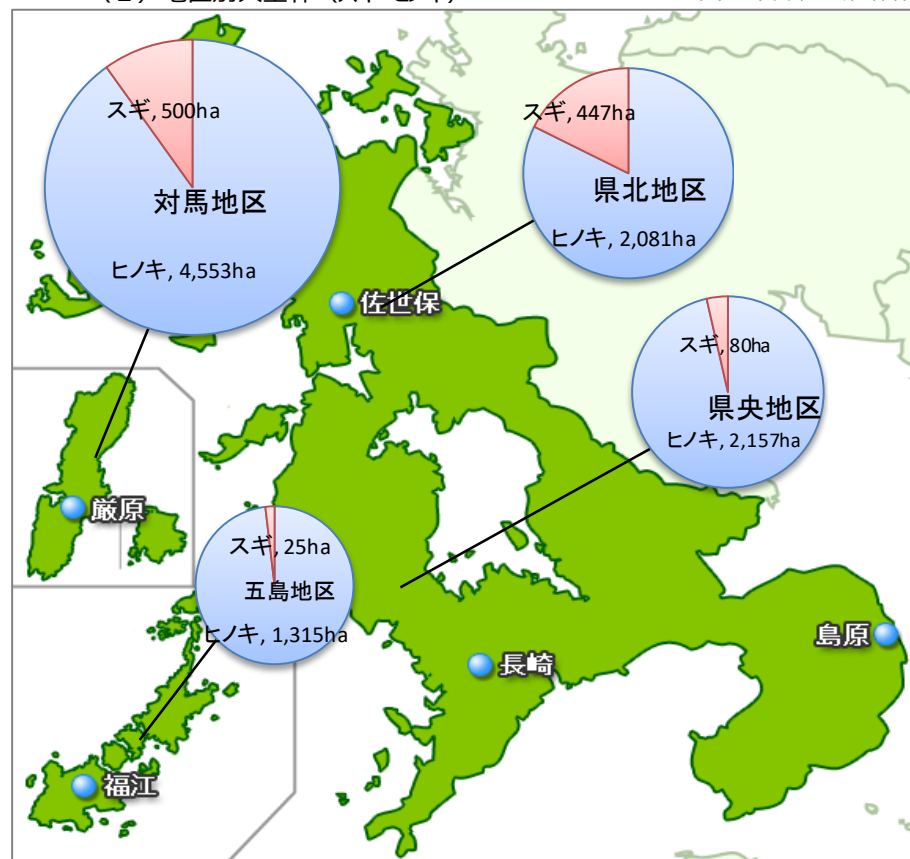 スギ, 500ha
対馬地区
ヒノキ, 4,553ha
スギ, 447ha
県北地区
ヒノキ, 2,081ha
佐世保
スギ, 80ha
県央地区
ヒノキ, 2,157ha
厳原
スギ, 25ha
五島地区
ヒノキ, 1,315ha
島原
長崎
福江